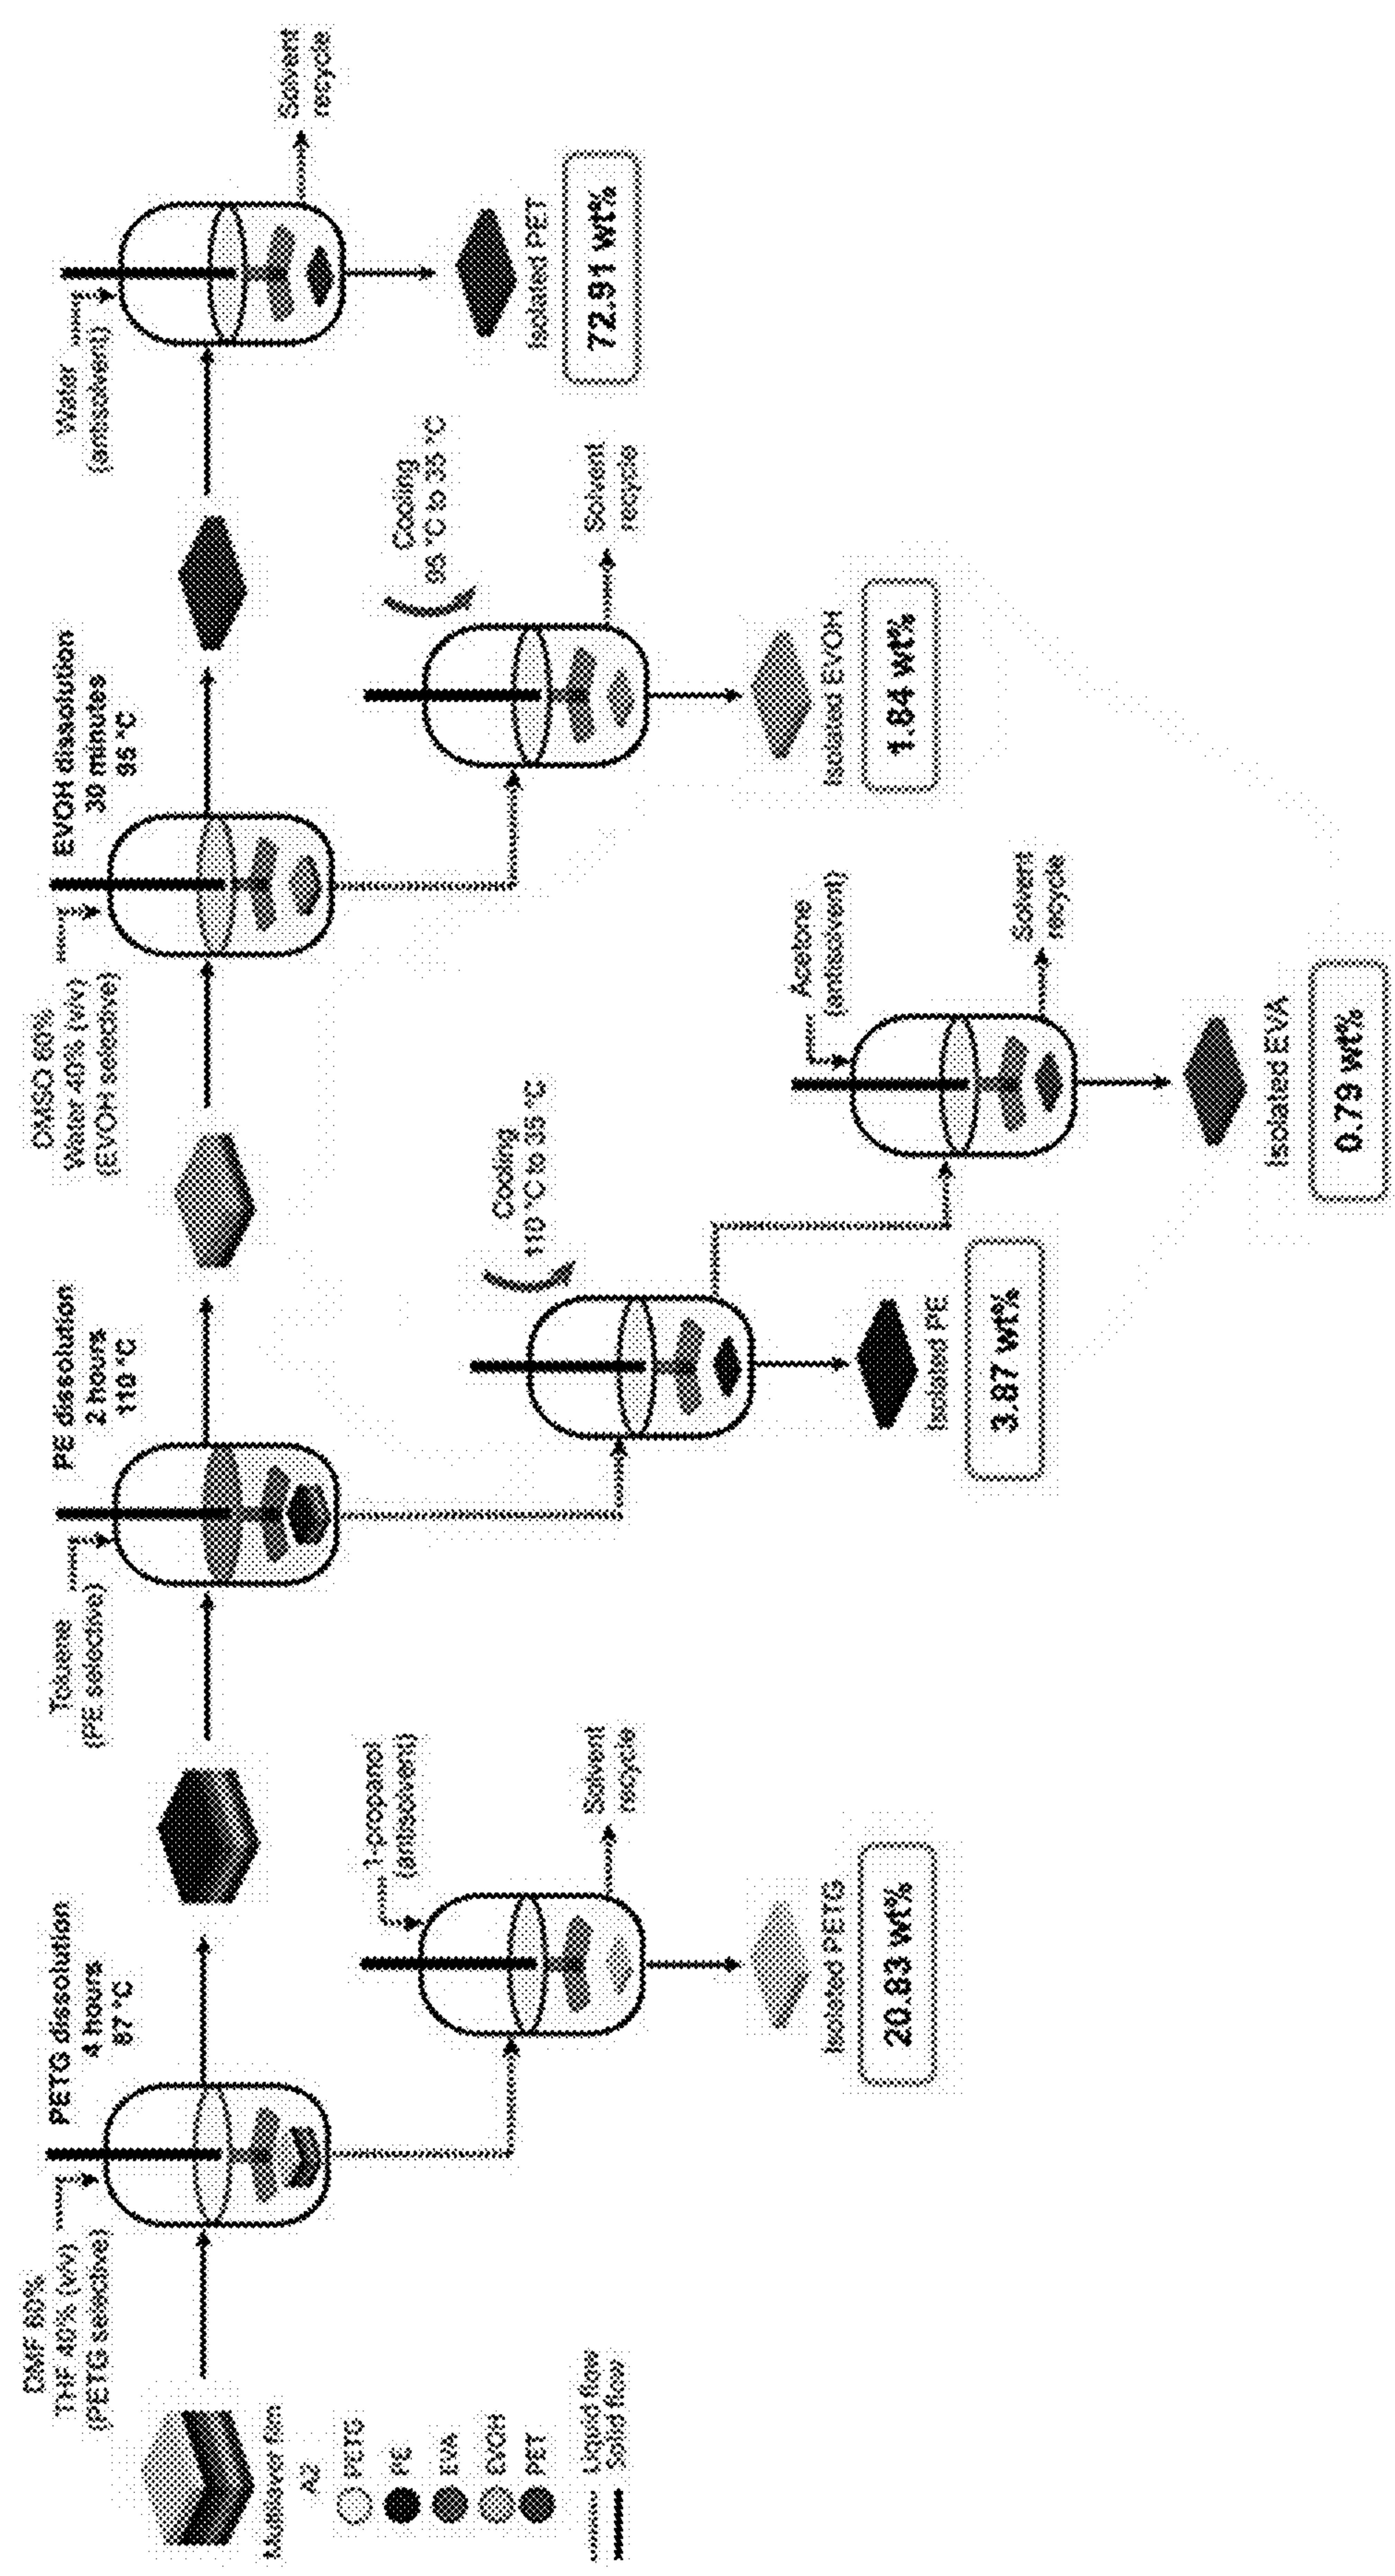 DMF 60%
THF 40% (v/v)
(PETG selective)
PETG dissolution
4 hours
87 °C
Toluene
(PE selective)
PE dissolution
2 hours
110 °C
DMSO 60%
Water 40% (v/v)
(EVOH selective)
EVOH dissolution
30 minutes
95 °C
Water
(antisolvent)
Solvent
recycle
Multilayer film
A2
PETG
PE
EVA
EVOH
PET
Liquid flow
Solid flow
1-propanol
(antisolvent)
Solvent
recycle
Isolated PETG
20.83 wt%
Cooling
110 °C to 35 °C
Isolated PE
3.87 wt%
Acetone
(antisolvent)
Solvent
recycle
Isolated EVA
0.79 wt%
Cooling
95 °C to 35 °C
Solvent
recycle
Isolated EVOH
1.84 wt%
Isolated PET
72.91 wt%